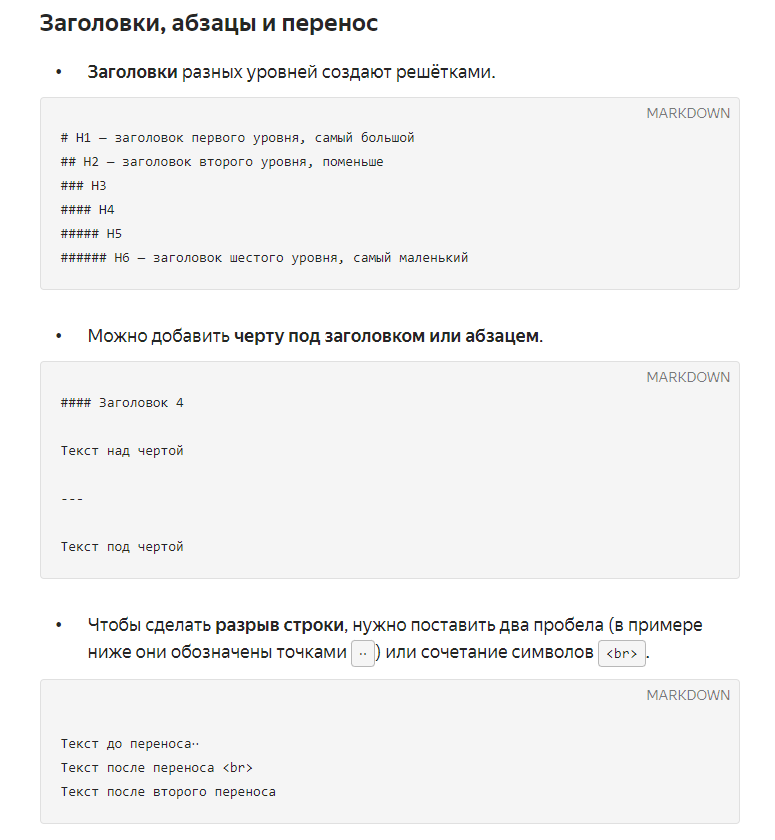 Заголовки, абзацы и перенос
• Заголовки разных уровней создают решётками.
MARKDOWN
# H1 — заголовок первого уровня, самый большой
## H2 — заголовок второго уровня, поменьше
### H3
#### H4
##### H5
###### H6 — заголовок шестого уровня, самый маленький
• Можно добавить черту под заголовком или абзацем.
MARKDOWN
#### Заголовок 4
Текст над чертой
---
Текст под чертой
• Чтобы сделать разрыв строки, нужно поставить два пробела (в примере
ниже они обозначены точками ··) или сочетание символов <br>.
MARKDOWN
Текст до переноса··
Текст после переноса <br>
Текст после второго переноса